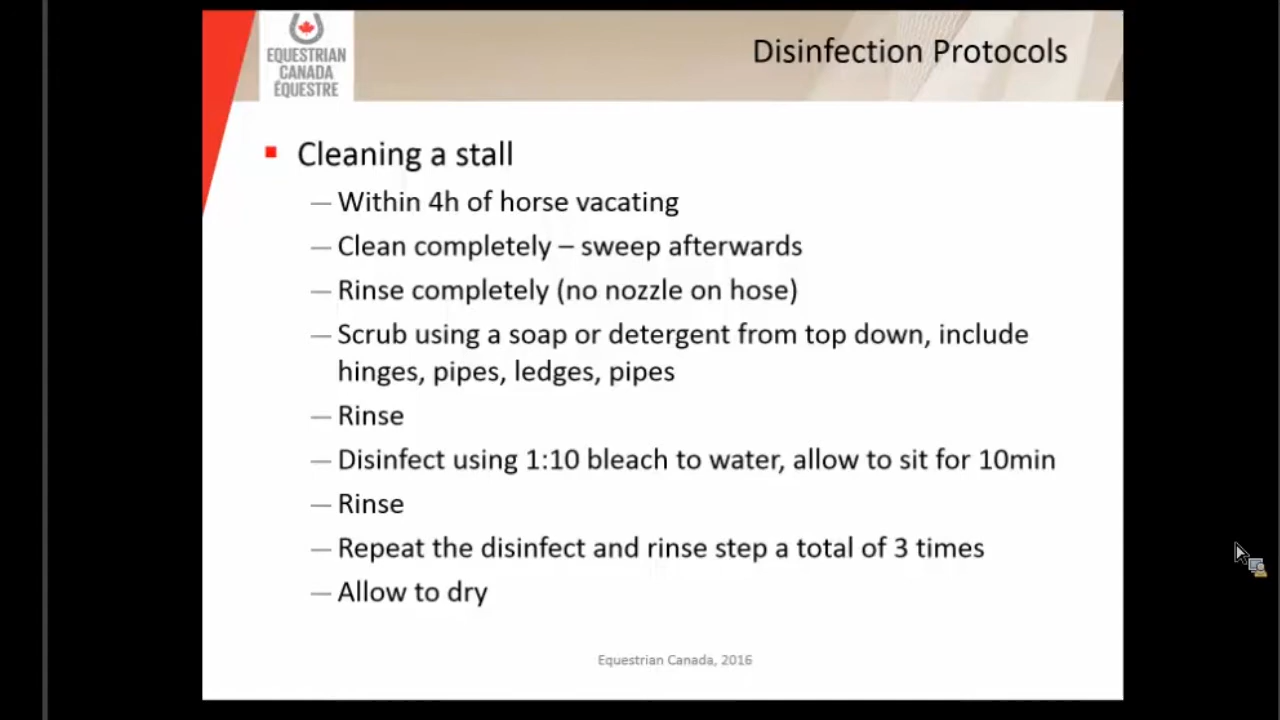 EQUESTRIAN
CANADA
ÉQUESTRE
Disinfection Protocols
Cleaning a stall
— Within 4h of horse vacating
— Clean completely – sweep afterwards
— Rinse completely (no nozzle on hose)
— Scrub using a soap or detergent from top down, include
hinges, pipes, ledges, pipes
— Rinse
— Disinfect using 1:10 bleach to water, allow to sit for 10min
— Rinse
— Repeat the disinfect and rinse step a total of 3 times
— Allow to dry
Equestrian Canada, 2016